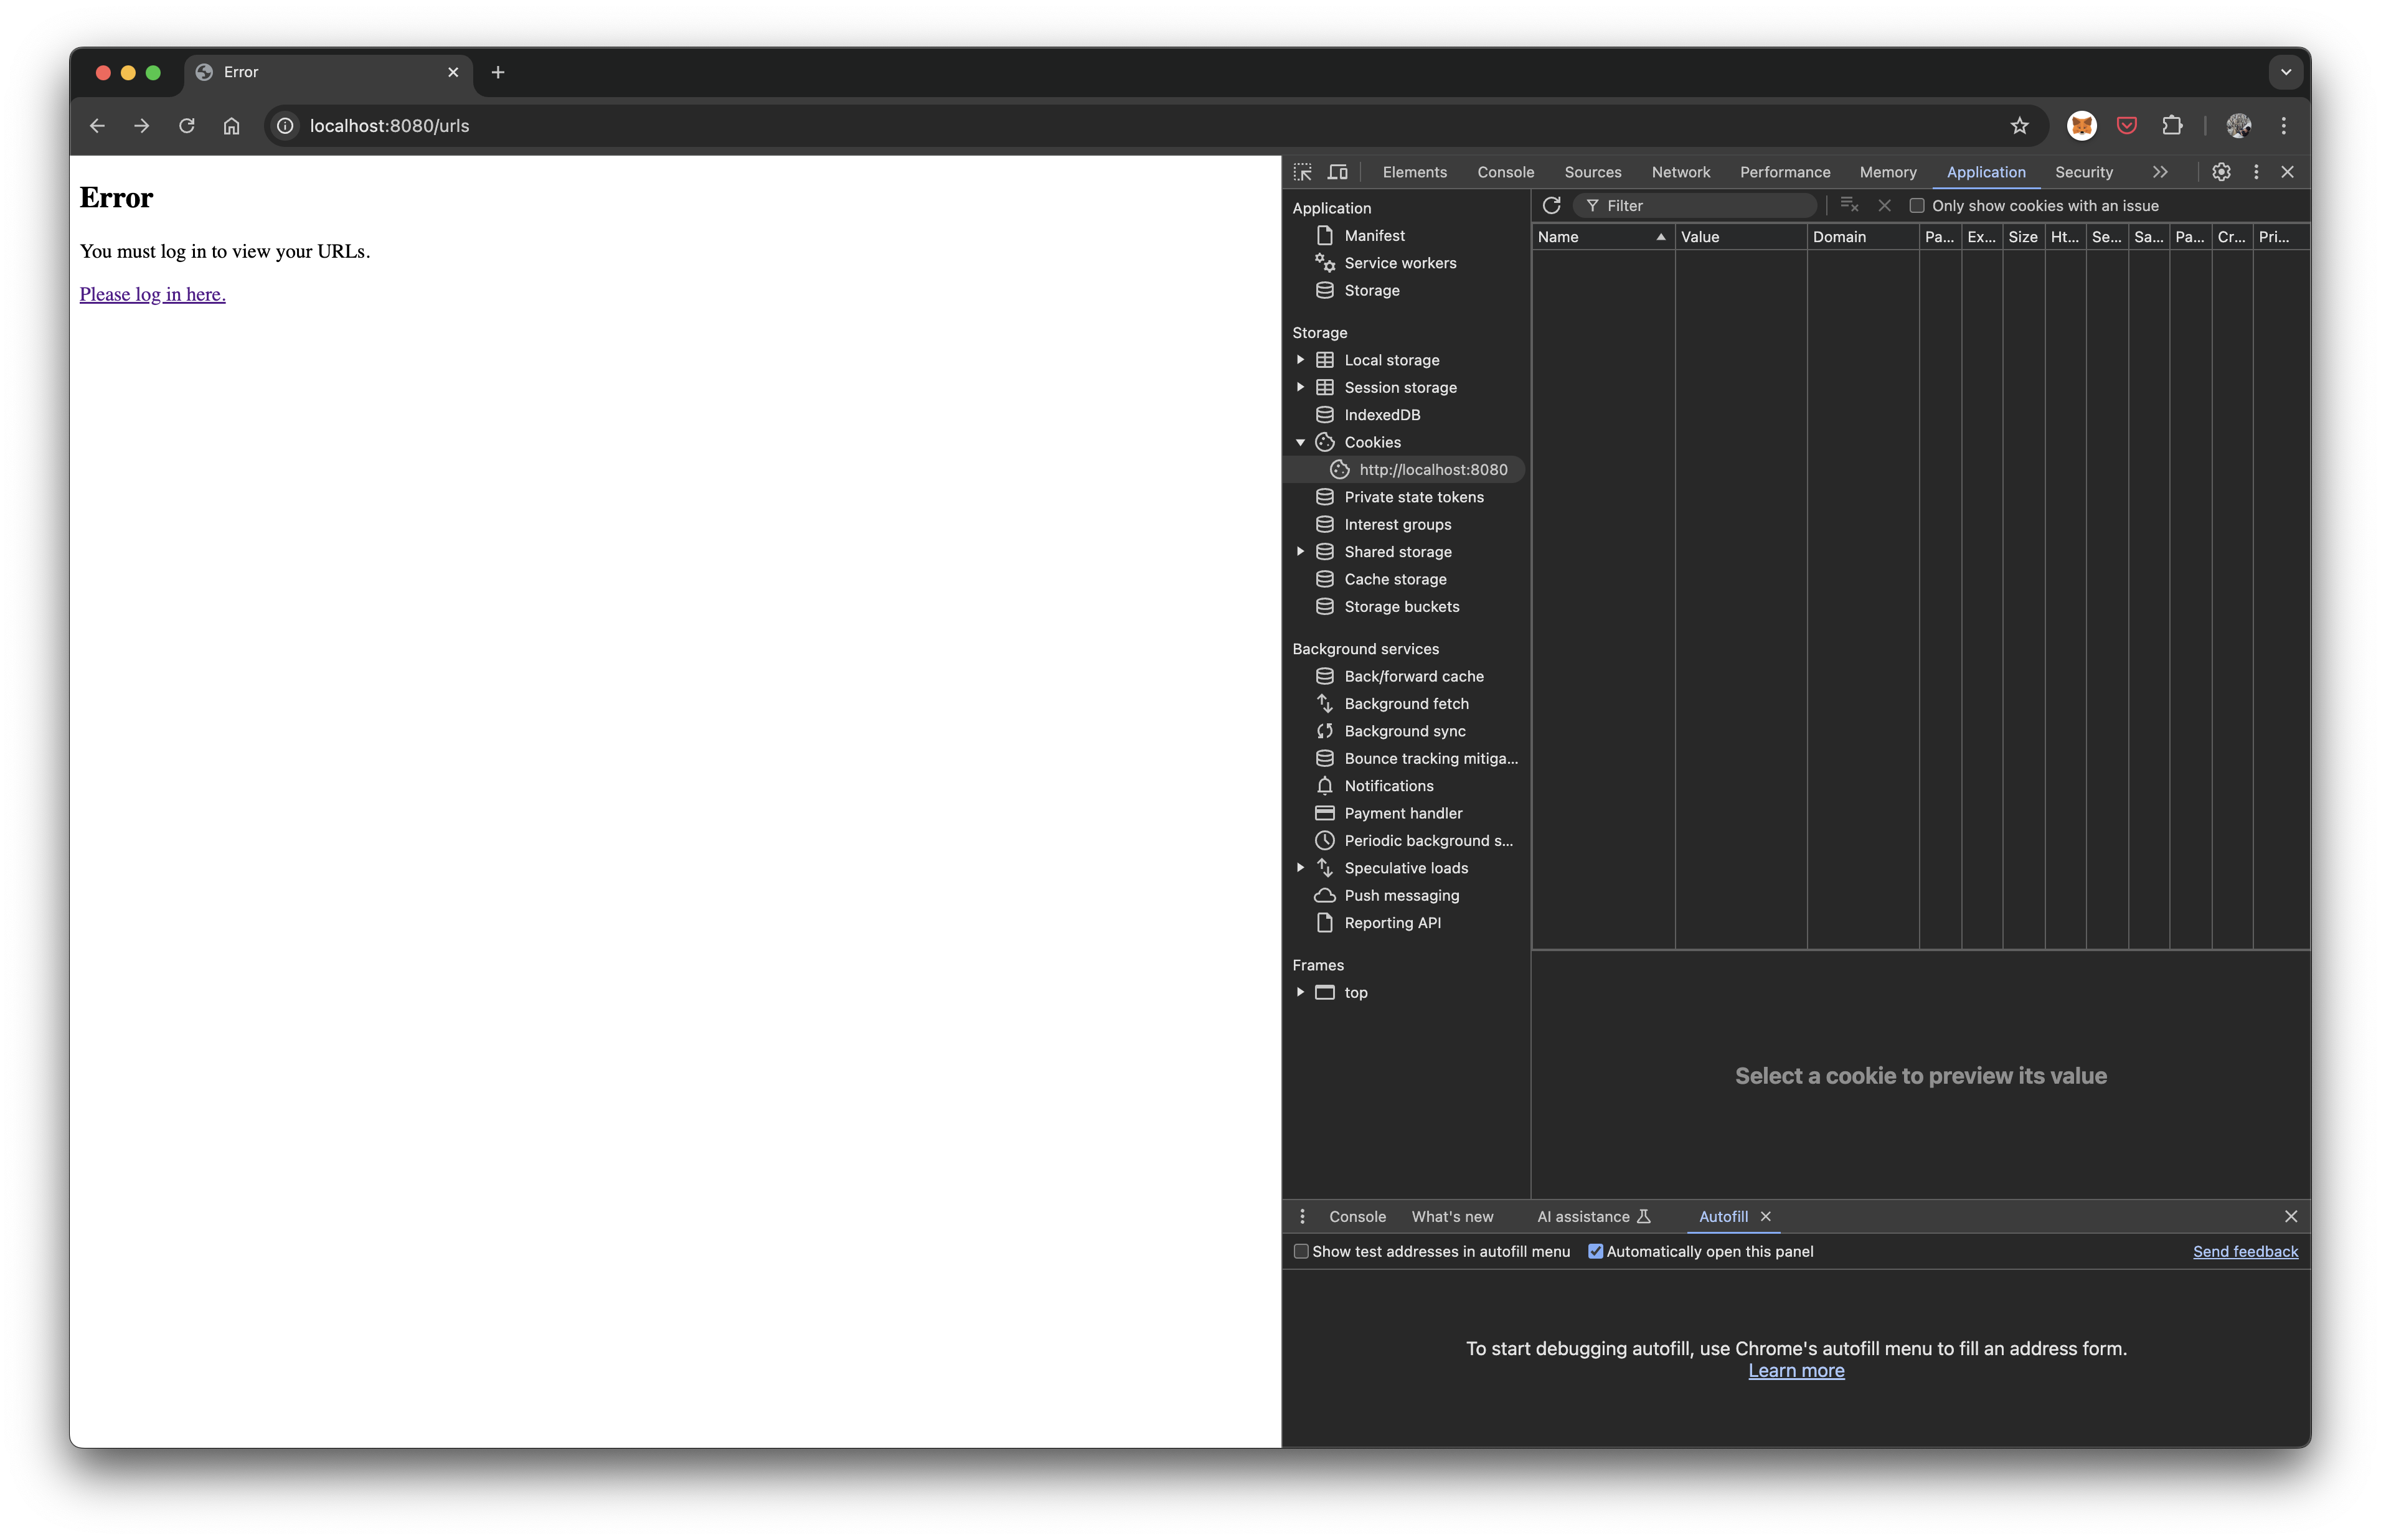 Error
localhost:8080/urls
Error
You must log in to view your URLs.
Please log in here.
Elements Console Sources Network Performance Memory Application Security
Application
Manifest
Service workers
Storage
Storage
Local storage
Session storage
IndexedDB
Cookies
http://localhost:8080
Private state tokens
Interest groups
Shared storage
Cache storage
Storage buckets
Background services
Back/forward cache
Background fetch
Background sync
Bounce tracking mitiga...
Notifications
Payment handler
Periodic background s...
Speculative loads
Push messaging
Reporting API
Frames
top
Filter Only show cookies with an issue
Name Value Domain Pa... Ex... Size Ht... Se... Sa... Pa... Cr... Pri...
Select a cookie to preview its value
Console What's new AI assistance Autofill
Show test addresses in autofill menu Automatically open this panel Send feedback
To start debugging autofill, use Chrome's autofill menu to fill an address form.
Learn more